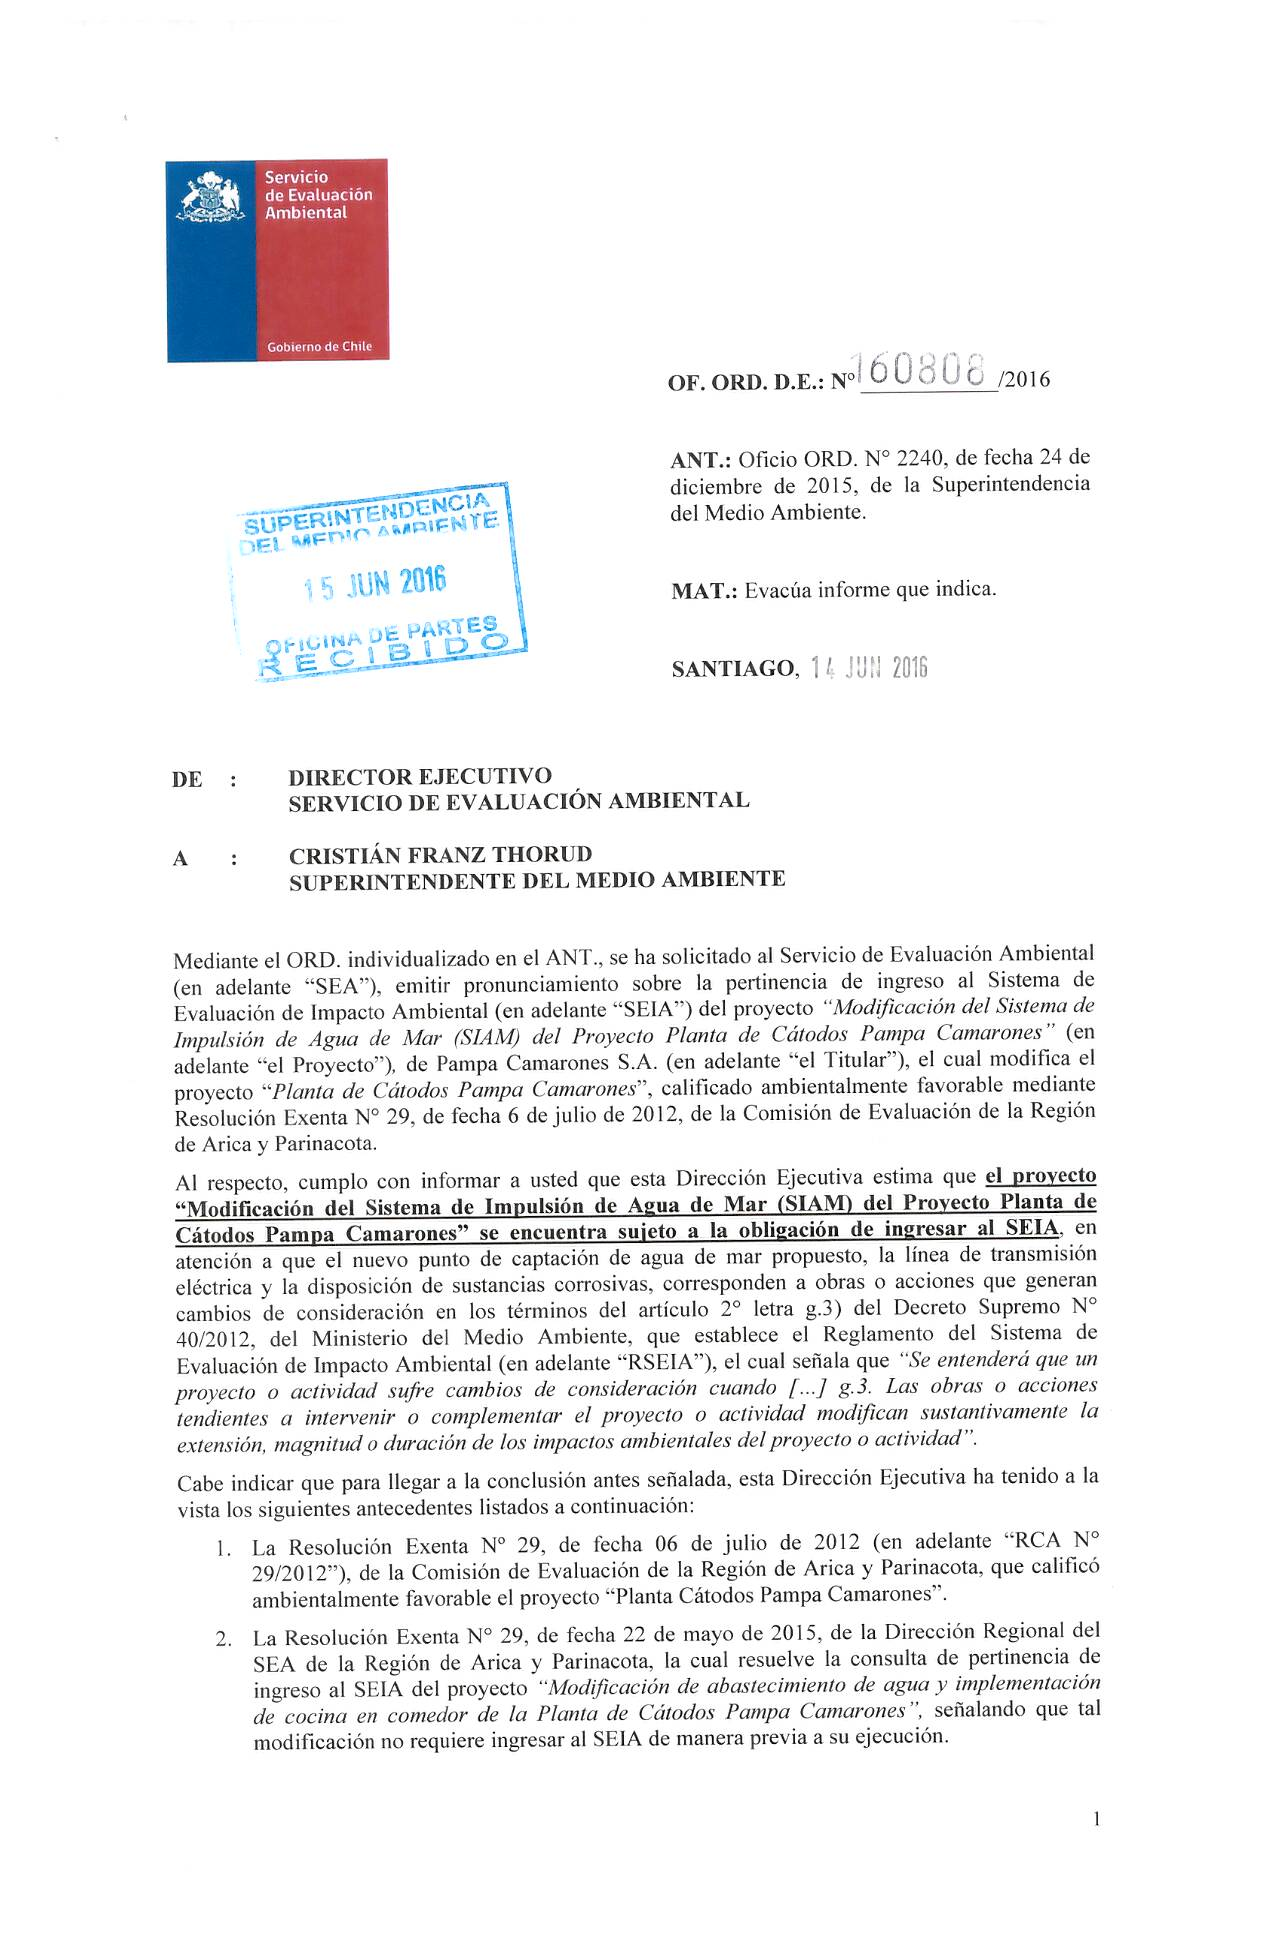 Servicio
de Evaluación
Ambiental
Gobierno de Chile
OF. ORD. D.E.: N° 160808 /2016
ANT.: Oficio ORD. N° 2240, de fecha 24 de
diciembre de 2015, de la Superintendencia
del Medio Ambiente.
SUPERINTENDENCIA
DEL MEDIO AMBIENTE
15 JUN 2016
OFICINA DE PARTES
RECIBIDO
MAT.: Evacúa informe que indica.
SANTIAGO, 14 JUN 2016
DE : DIRECTOR EJECUTIVO
SERVICIO DE EVALUACIÓN AMBIENTAL
A : CRISTIÁN FRANZ THORUD
SUPERINTENDENTE DEL MEDIO AMBIENTE
Mediante el ORD. individualizado en el ANT., se ha solicitado al Servicio de Evaluación Ambiental
(en adelante “SEA”), emitir pronunciamiento sobre la pertinencia de ingreso al Sistema de
Evaluación de Impacto Ambiental (en adelante “SEIA”) del proyecto “Modificación del Sistema de
Impulsión de Agua de Mar (SIAM) del Proyecto Planta de Cátodos Pampa Camarones” (en
adelante “el Proyecto”), de Pampa Camarones S.A. (en adelante “el Titular”), el cual modifica el
proyecto “Planta de Cátodos Pampa Camarones”, calificado ambientalmente favorable mediante
Resolución Exenta N° 29, de fecha 6 de julio de 2012, de la Comisión de Evaluación de la Región
de Arica y Parinacota.
Al respecto, cumplo con informar a usted que esta Dirección Ejecutiva estima que el proyecto
“Modificación del Sistema de Impulsión de Agua de Mar (SIAM) del Proyecto Planta de
Cátodos Pampa Camarones” se encuentra sujeto a la obligación de ingresar al SEIA, en
atención a que el nuevo punto de captación de agua de mar propuesto, la línea de transmisión
eléctrica y la disposición de sustancias corrosivas, corresponden a obras o acciones que generan
cambios de consideración en los términos del artículo 2° letra g.3) del Decreto Supremo N°
40/2012, del Ministerio del Medio Ambiente, que establece el Reglamento del Sistema de
Evaluación de Impacto Ambiental (en adelante “RSEIA”), el cual señala que “Se entenderá que un
proyecto o actividad sufre cambios de consideración cuando [...] g.3. Las obras o acciones
tendientes a intervenir o complementar el proyecto o actividad modifican sustantivamente la
extensión, magnitud o duración de los impactos ambientales del proyecto o actividad”.
Cabe indicar que para llegar a la conclusión antes señalada, esta Dirección Ejecutiva ha tenido a la
vista los siguientes antecedentes listados a continuación:
1. La Resolución Exenta N° 29, de fecha 06 de julio de 2012 (en adelante “RCA N°
29/2012”), de la Comisión de Evaluación de la Región de Arica y Parinacota, que calificó
ambientalmente favorable el proyecto “Planta Cátodos Pampa Camarones”.
2. La Resolución Exenta N° 29, de fecha 22 de mayo de 2015, de la Dirección Regional del
SEA de la Región de Arica y Parinacota, la cual resuelve la consulta de pertinencia de
ingreso al SEIA del proyecto “Modificación de abastecimiento de agua y implementación
de cocina en comedor de la Planta de Cátodos Pampa Camarones”, señalando que tal
modificación no requiere ingresar al SEIA de manera previa a su ejecución.
1